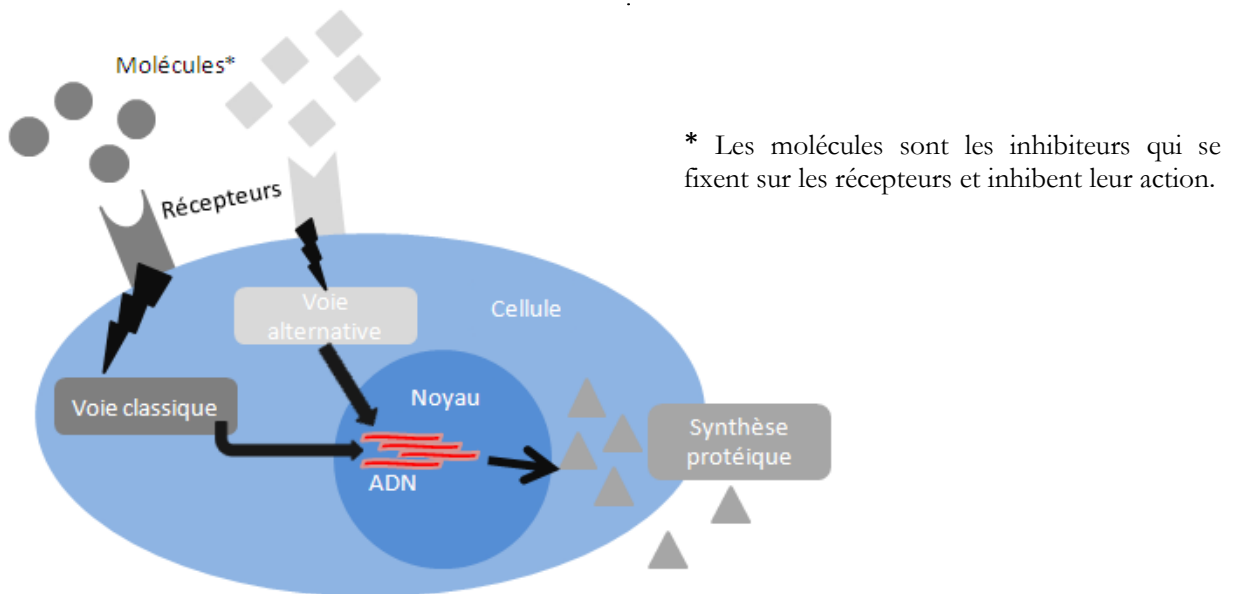 .
Molécules*
* Les molécules sont les inhibiteurs qui se
fixent sur les récepteurs et inhibent leur action.
Récepteurs
Voie
alternative
Cellule
Voie classique
Noyau
ADN
Synthèse
protéique